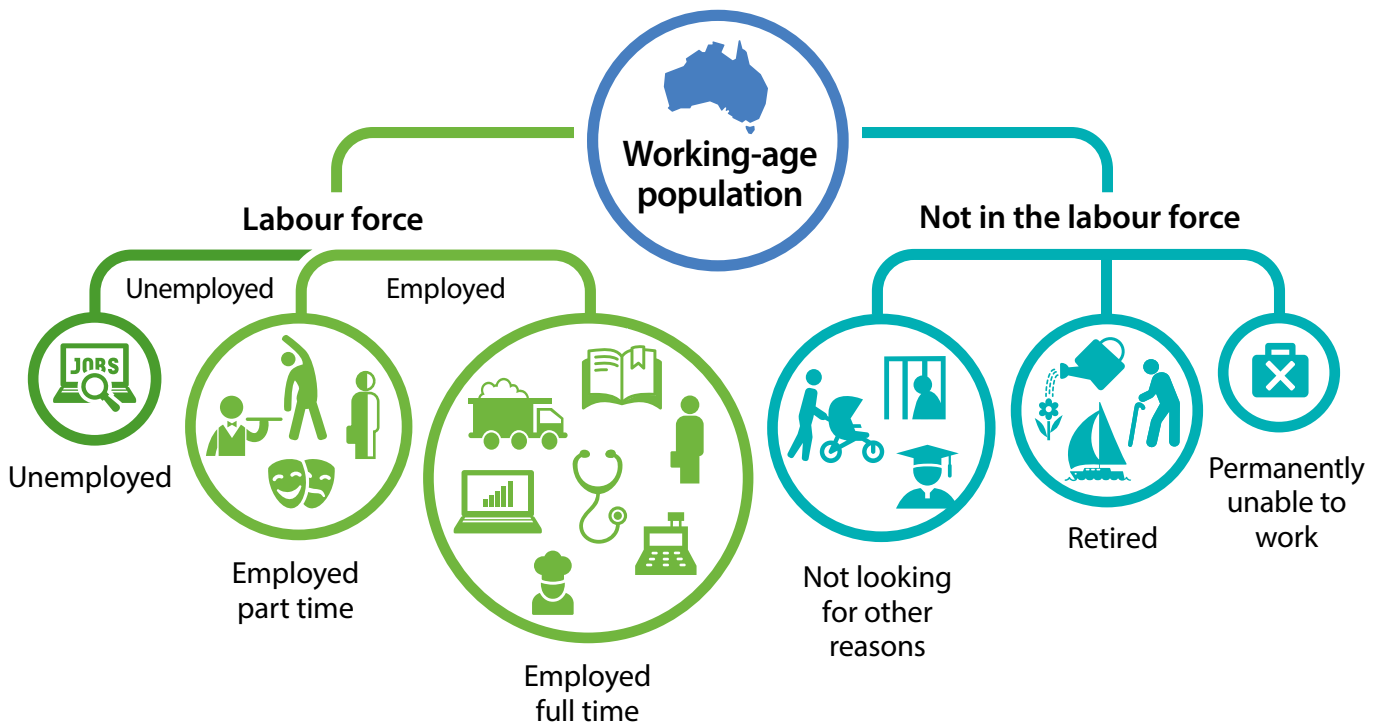 Working-age
population
Labour force
Not in the labour force
Unemployed
Employed
JOBS
Unemployed
Employed
part time
Employed
full time
Not looking
for other
reasons
Retired
Permanently
unable to
work